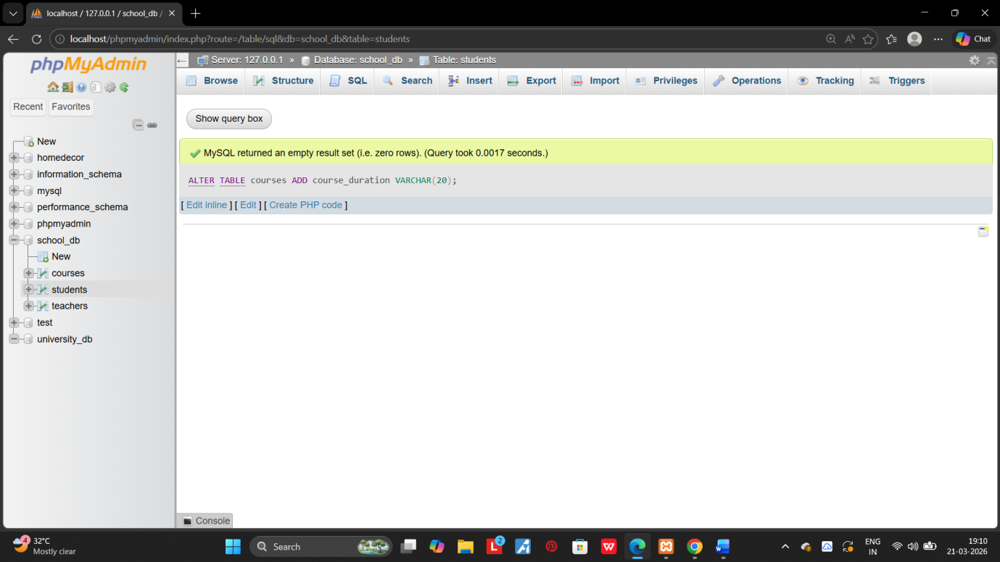 localhost / 127.0.0.1 / school_db /
localhost/phpmyadmin/index.php?route=/table/sql&db=school_db&table=students
Chat
phpMyAdmin
Recent Favorites
New
homedecor
information_schema
mysql
performance_schema
phpmyadmin
school_db
New
courses
students
teachers
test
university_db
Server: 127.0.0.1 » Database: school_db » Table: students
Browse Structure SQL Search Insert Export Import Privileges Operations Tracking Triggers
Show query box
MySQL returned an empty result set (i.e. zero rows). (Query took 0.0017 seconds.)
ALTER TABLE courses ADD course_duration VARCHAR(20);
[ Edit inline ] [ Edit ] [ Create PHP code ]
Console
4
32°C
Mostly clear
Search
L
2
W
W
ENG
IN
19:10
21-03-2026